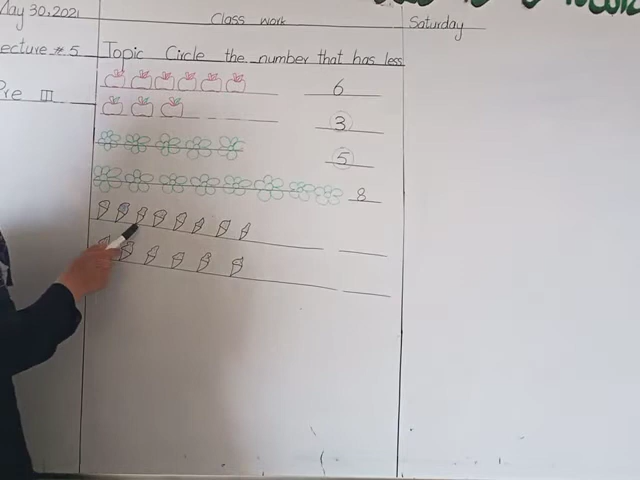 May 30, 2021
Class work
Saturday
Lecture # 5
Topic Circle the number that has less
Pre III
6
3
5
8